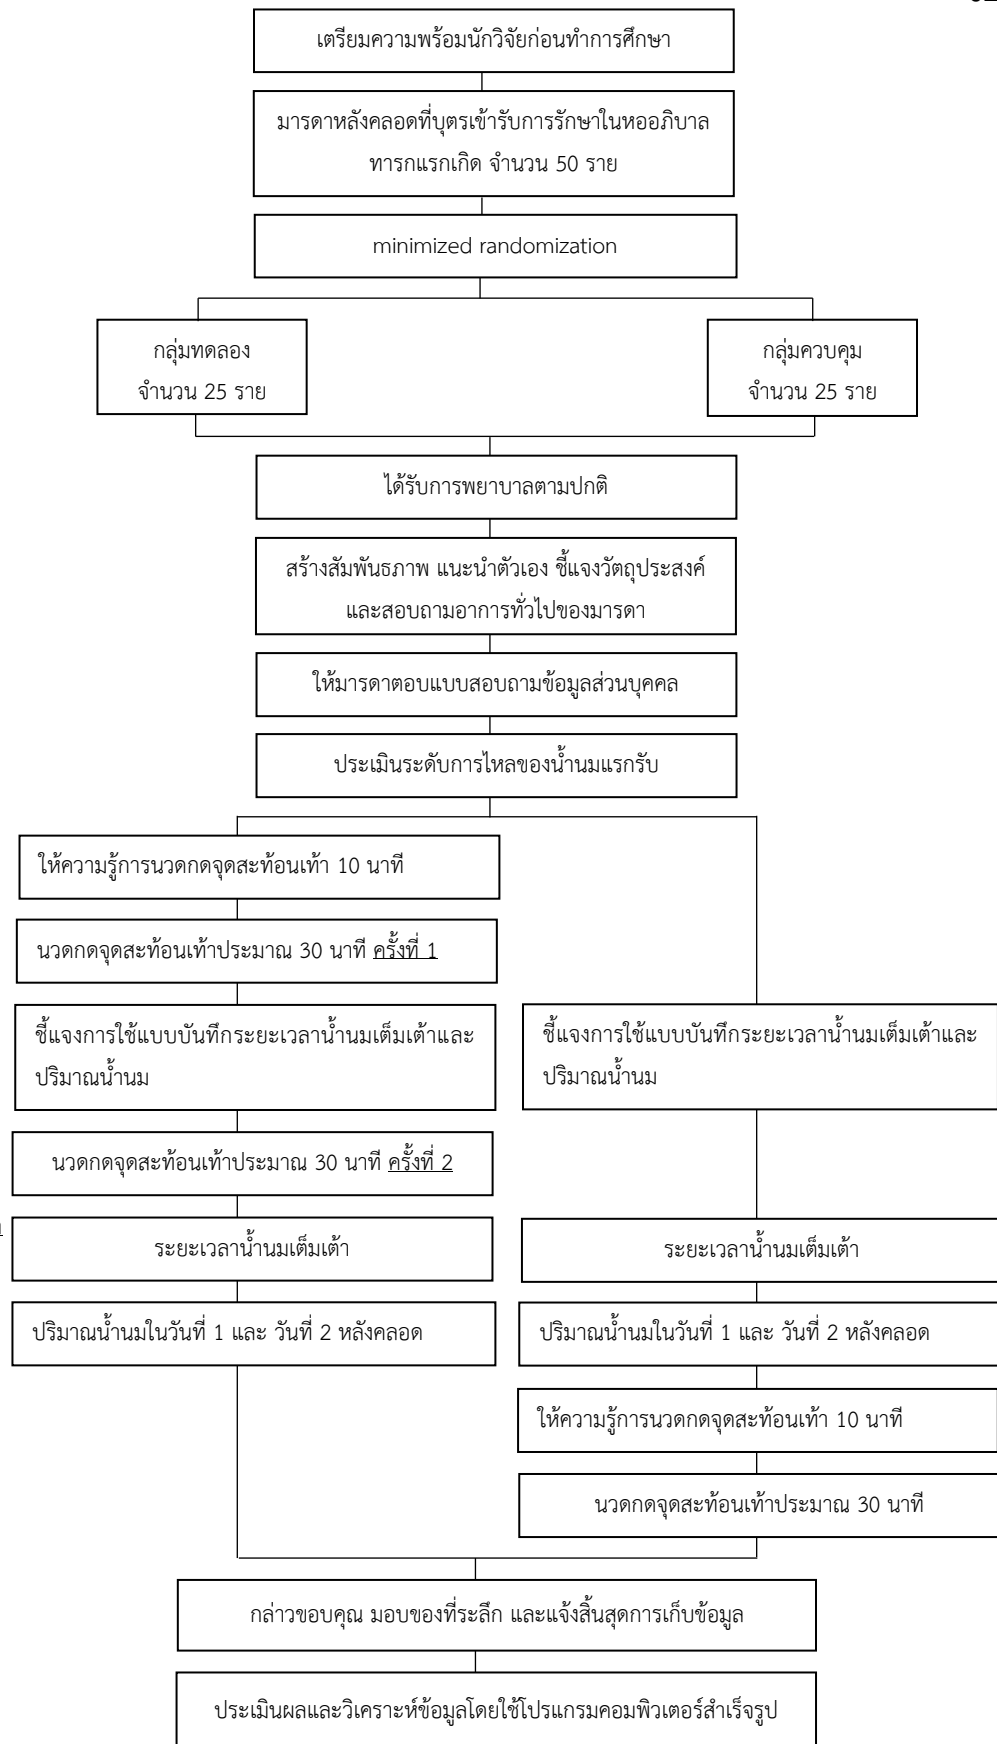 เตรียมความพร้อมนักวิจัยก่อนทำการศึกษา
มารดาหลังคลอดที่บุตรเข้ารับการรักษาในหออภิบาล
ทารกแรกเกิด จำนวน 50 ราย
minimized randomization
กลุ่มทดลอง
จำนวน 25 ราย
กลุ่มควบคุม
จำนวน 25 ราย
ได้รับการพยาบาลตามปกติ
สร้างสัมพันธภาพ แนะนำตัวเอง ชี้แจงวัตถุประสงค์
และสอบถามอาการทั่วไปของมารดา
ให้มารดาตอบแบบสอบถามข้อมูลส่วนบุคคล
ประเมินระดับการไหลของน้ำนมแรกรับ
ให้ความรู้การนวดกดจุดสะท้อนเท้า 10 นาที
นวดกดจุดสะท้อนเท้าประมาณ 30 นาที ครั้งที่ 1
ชี้แจงการใช้แบบบันทึกระยะเวลาน้ำนมเต็มเต้าและ
ปริมาณน้ำนม
นวดกดจุดสะท้อนเท้าประมาณ 30 นาที ครั้งที่ 2
ระยะเวลาน้ำนมเต็มเต้า
ปริมาณน้ำนมในวันที่ 1 และ วันที่ 2 หลังคลอด
ชี้แจงการใช้แบบบันทึกระยะเวลาน้ำนมเต็มเต้าและ
ปริมาณน้ำนม
ระยะเวลาน้ำนมเต็มเต้า
ปริมาณน้ำนมในวันที่ 1 และ วันที่ 2 หลังคลอด
ให้ความรู้การนวดกดจุดสะท้อนเท้า 10 นาที
นวดกดจุดสะท้อนเท้าประมาณ 30 นาที
กล่าวขอบคุณ มอบของที่ระลึก และแจ้งสิ้นสุดการเก็บข้อมูล
ประเมินผลและวิเคราะห์ข้อมูลโดยใช้โปรแกรมคอมพิวเตอร์สำเร็จรูป